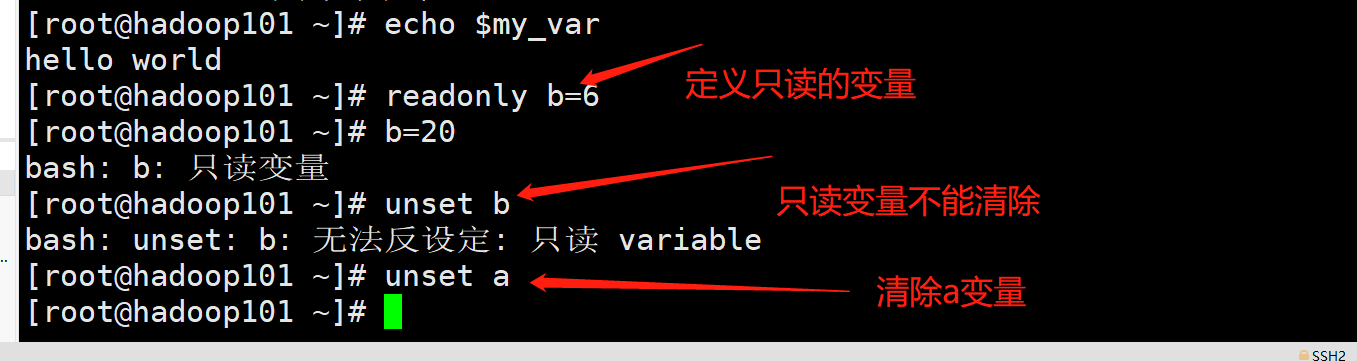 [root@hadoop101 ~]# echo $my_var
hello world
[root@hadoop101 ~]# readonly b=6
定义只读的变量
[root@hadoop101 ~]# b=20
bash: b: 只读变量
[root@hadoop101 ~]# unset b
只读变量不能清除
bash: unset: b: 无法反设定: 只读 variable
[root@hadoop101 ~]# unset a
清除a变量
[root@hadoop101 ~]#
SSH2